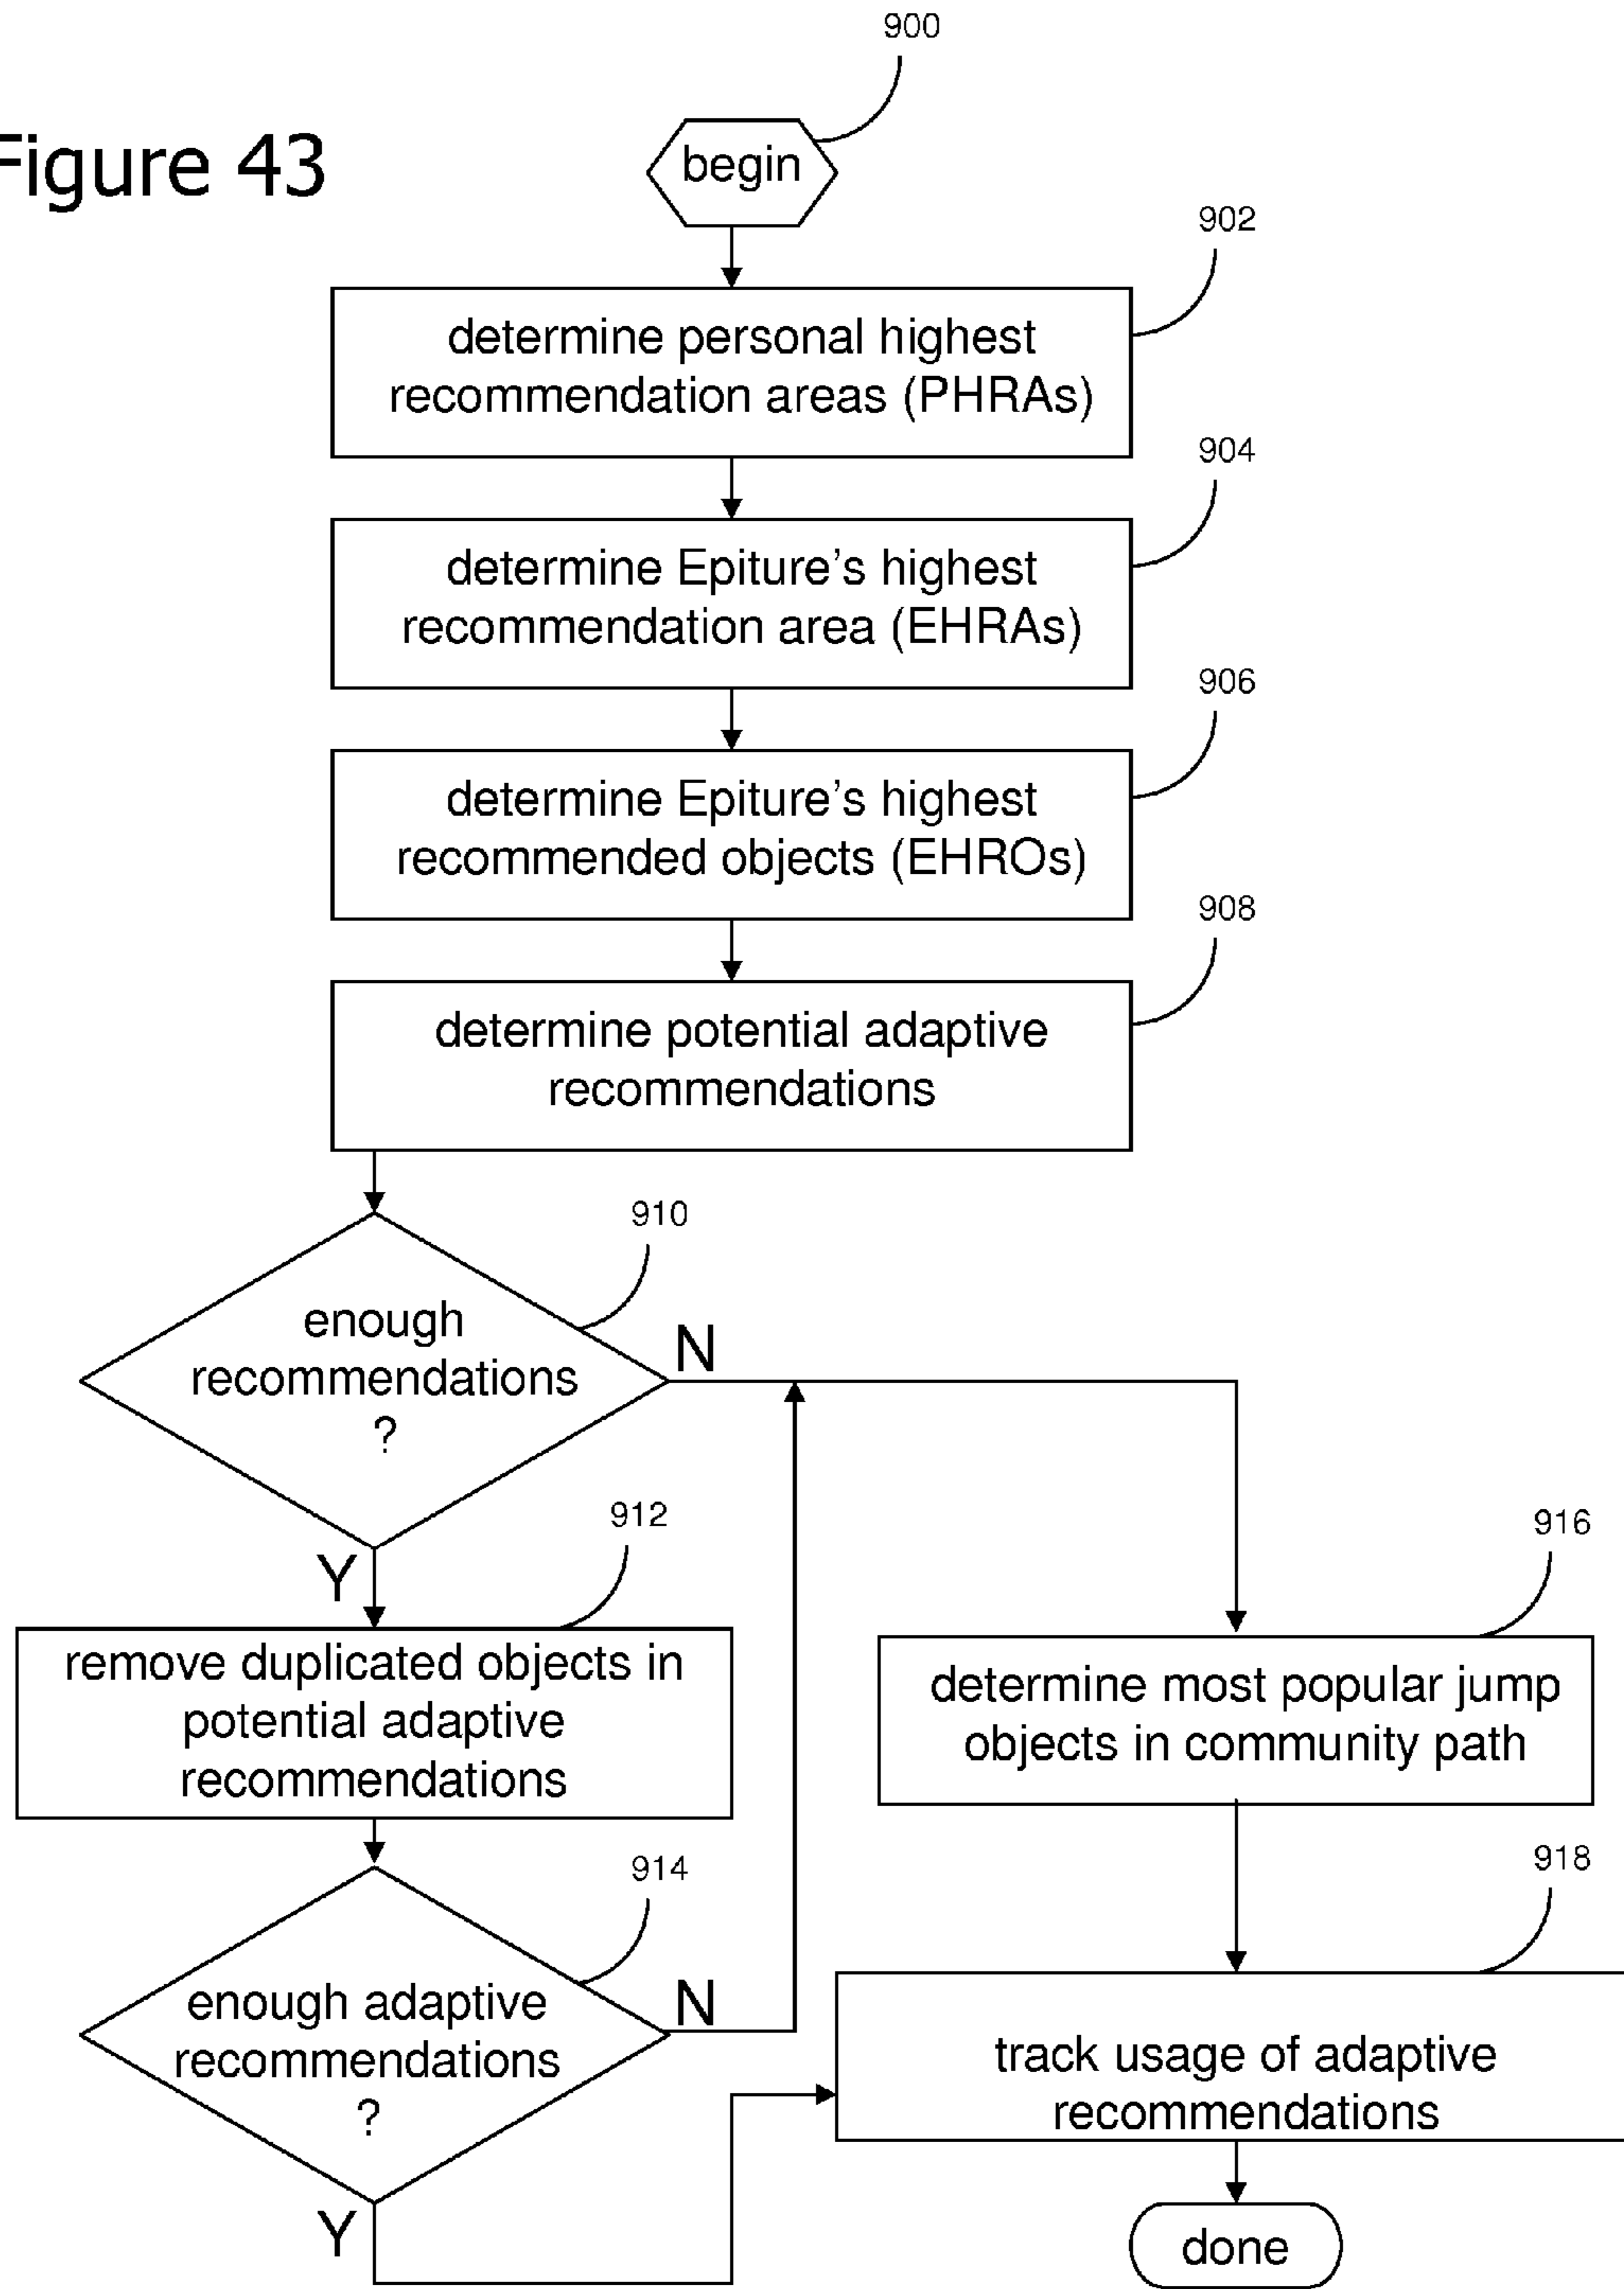 900
Figure 43
begin
902
determine personal highest
recommendation areas (PHRAs)
904
determine Epiture's highest
recommendation area (EHRAs)
906
determine Epiture's highest
recommended objects (EHROs)
908
determine potential adaptive
recommendations
910
enough
recommendations
?
N
Y
912
remove duplicated objects in
potential adaptive
recommendations
916
determine most popular jump
objects in community path
914
enough adaptive
recommendations
?
N
Y
918
track usage of adaptive
recommendations
done